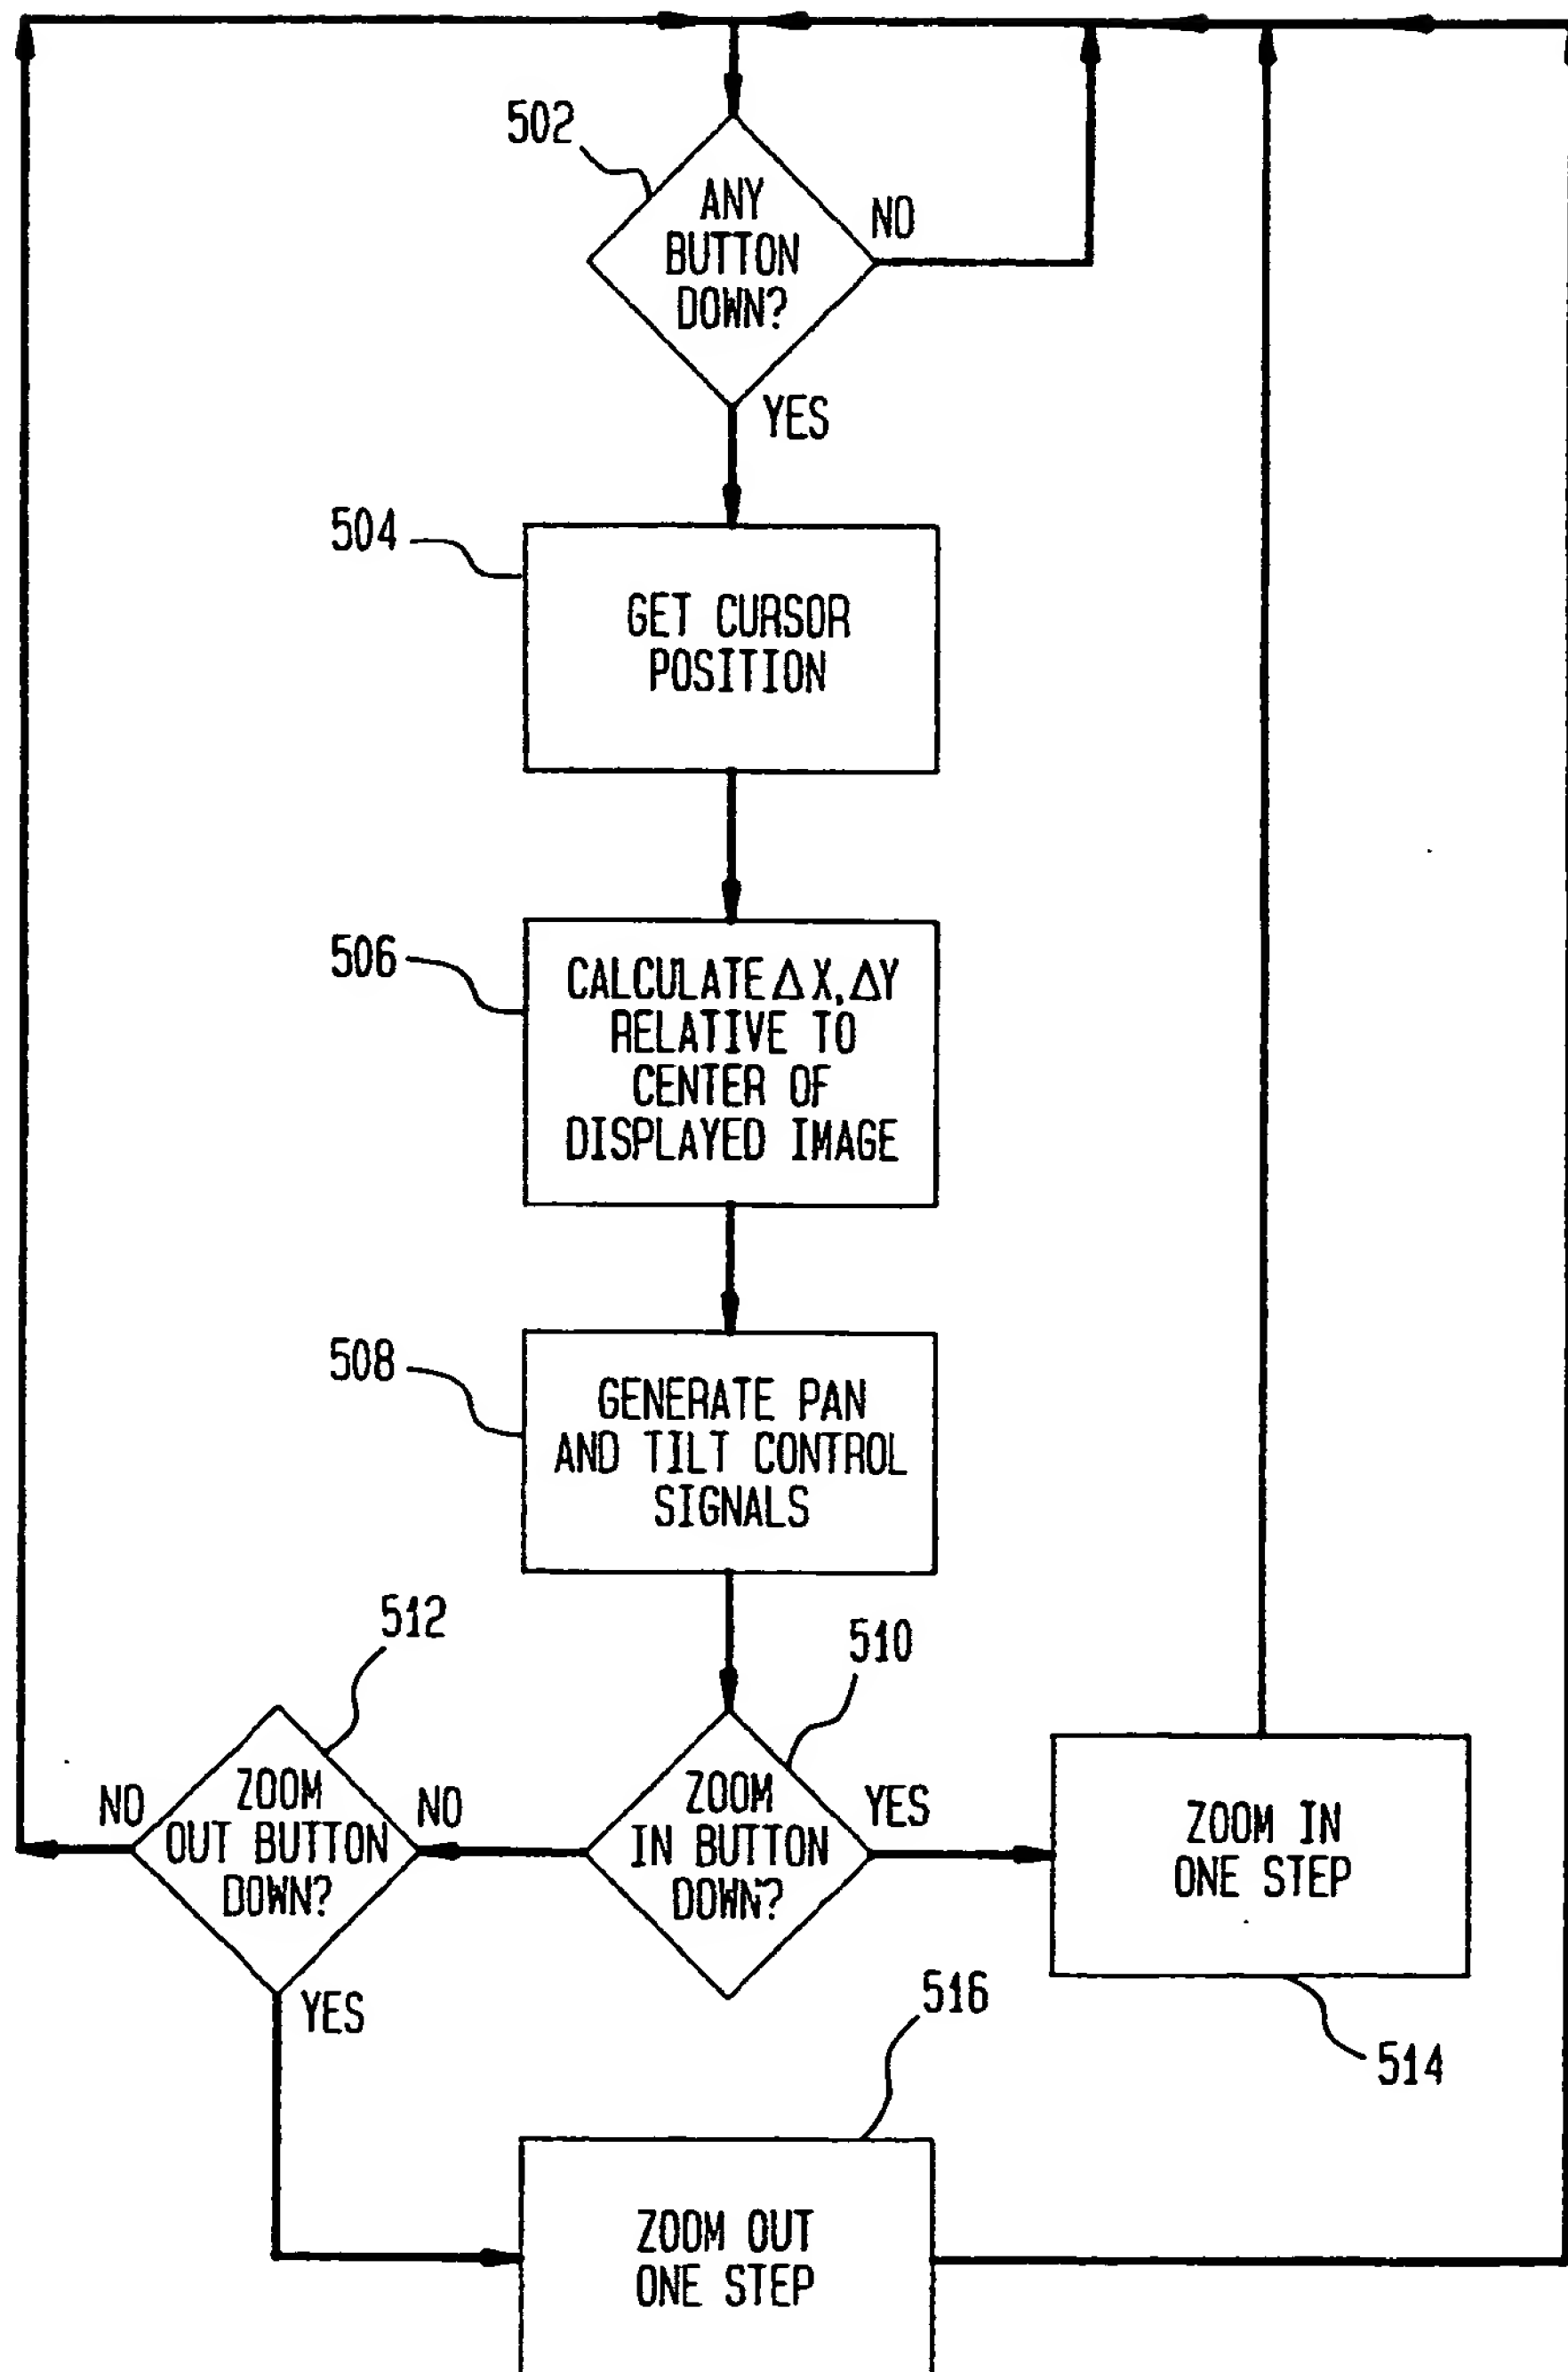 502
ANY
BUTTON
DOWN?
NO
YES
504
GET CURSOR
POSITION
506
CALCULATE Δ X, ΔY
RELATIVE TO
CENTER OF
DISPLAYED IMAGE
508
GENERATE PAN
AND TILT CONTROL
SIGNALS
512
510
NO
ZOOM
OUT BUTTON
DOWN?
NO
ZOOM
IN BUTTON
DOWN?
YES
ZOOM IN
ONE STEP
YES
516
514
ZOOM OUT
ONE STEP